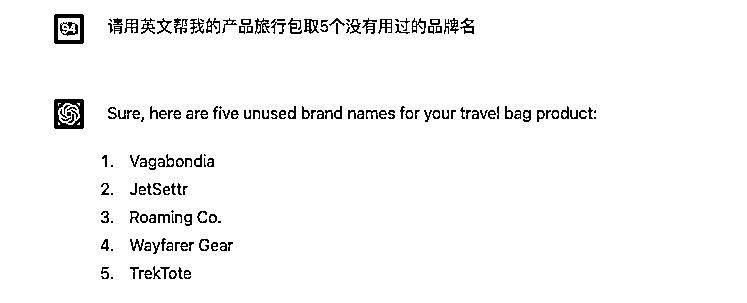 请用英文帮我的产品旅行包取5个没有用过的品牌名
Sure, here are five unused brand names for your travel bag product:
1. Vagabondia
2. JetSettr
3. Roaming Co.
4. Wayfarer Gear
5. TrekTote